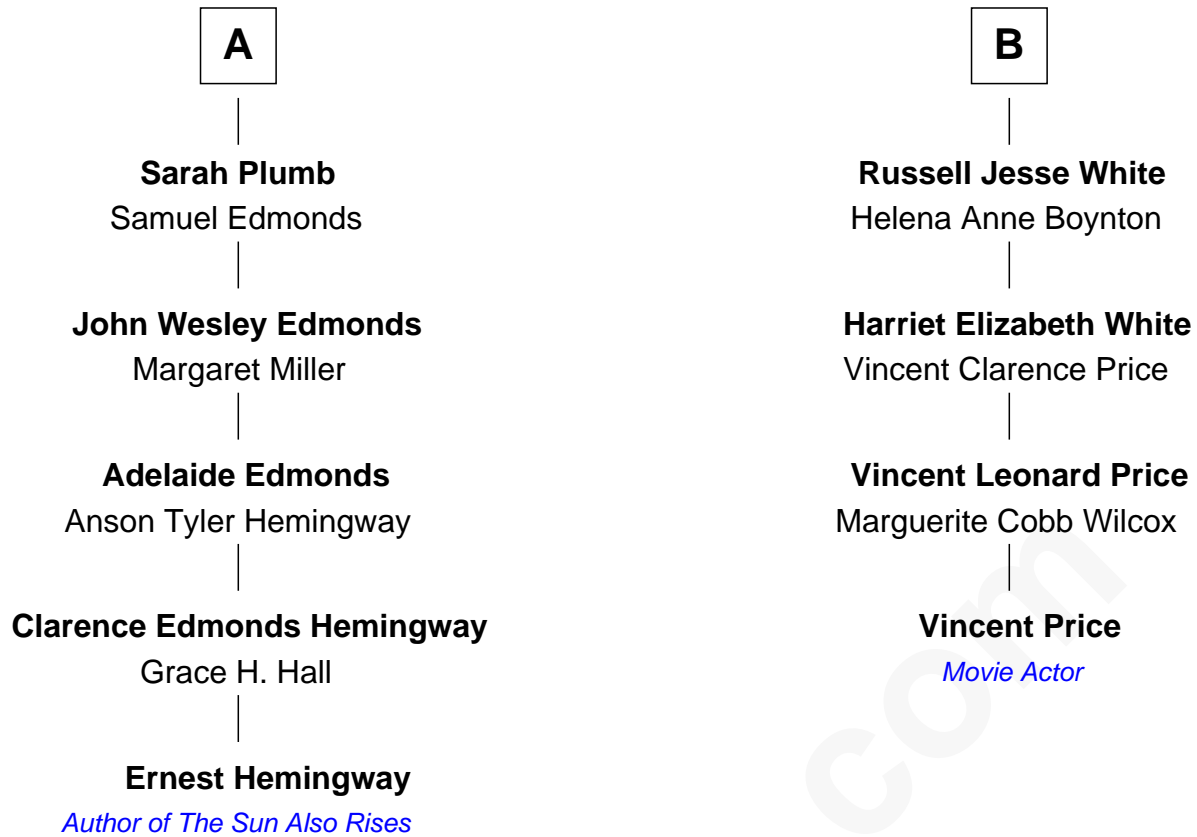 A
Sarah Plumb
Samuel Edmonds
John Wesley Edmonds
Margaret Miller
Adelaide Edmonds
Anson Tyler Hemingway
Clarence Edmonds Hemingway
Grace H. Hall
Ernest Hemingway
Author of The Sun Also Rises
B
Russell Jesse White
Helena Anne Boynton
Harriet Elizabeth White
Vincent Clarence Price
Vincent Leonard Price
Marguerite Cobb Wilcox
Vincent Price
Movie Actor
com